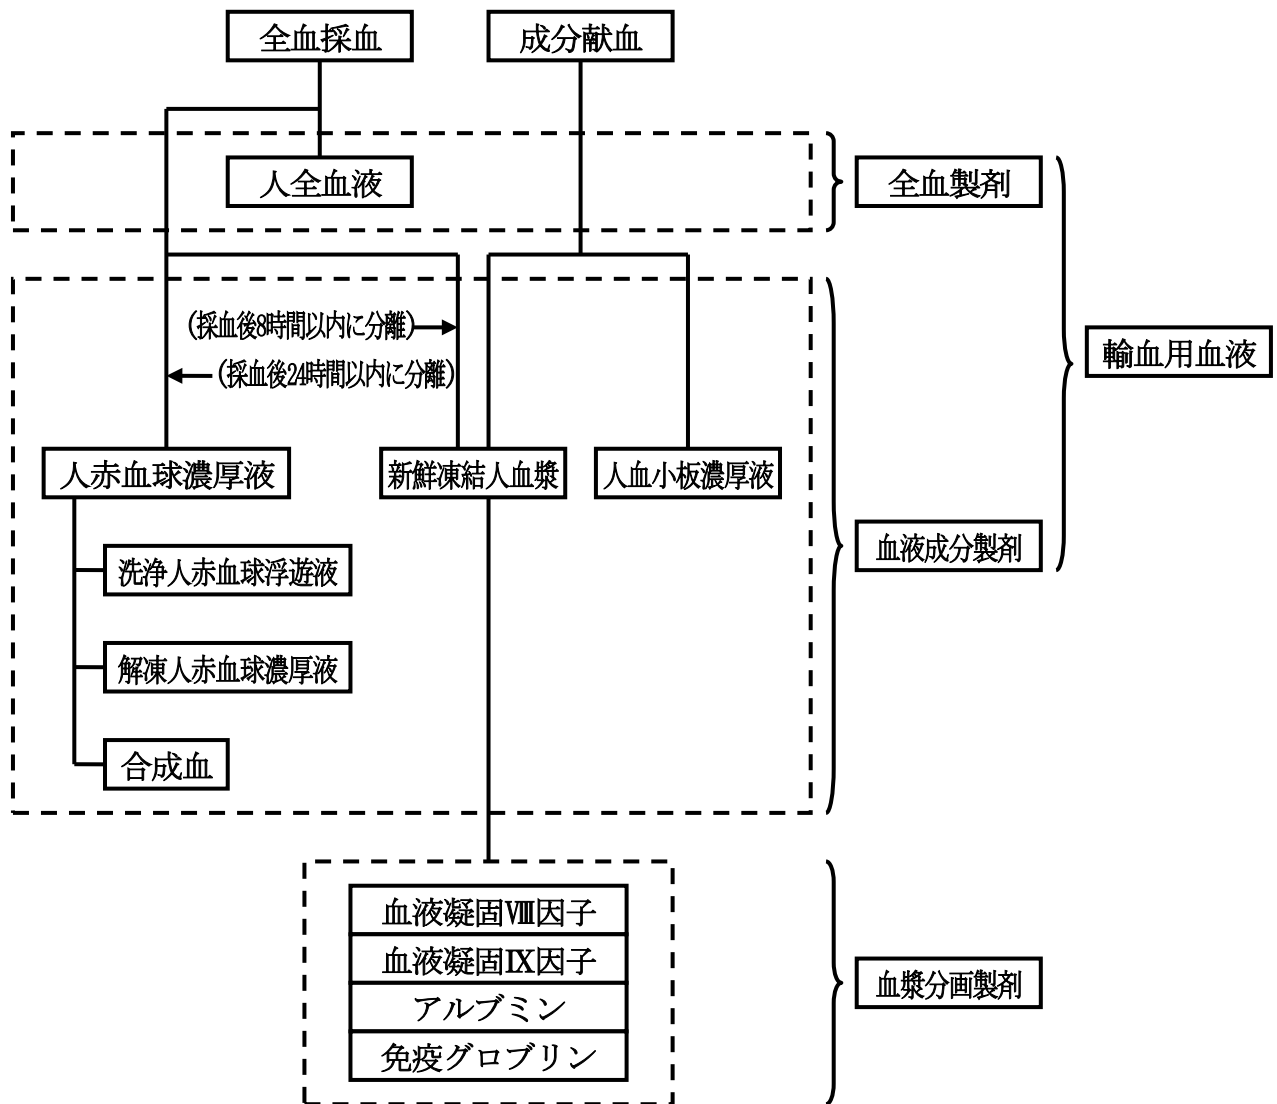 全血採血
成分献血
人全血液
全血製剤
(採血後8時間以内に分離)
(採血後24時間以内に分離)
輸血用血液
人赤血球濃厚液
新鮮凍結人血漿
人血小板濃厚液
血液成分製剤
洗浄人赤血球浮遊液
解凍人赤血球濃厚液
合成血
血液凝固Ⅷ因子
血液凝固Ⅸ因子
アルブミン
免疫グロブリン
血漿分画製剤